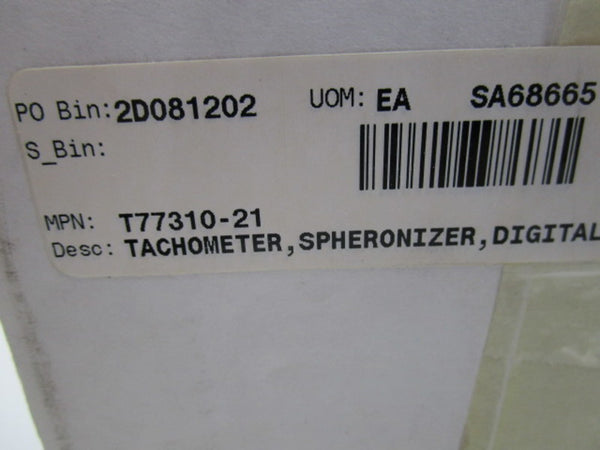 PO Bin: 2D081202 UOM: EA SA68665
S_Bin:
MPN: T77310-21
Desc: TACHOMETER,SPHERONIZER,DIGITAL